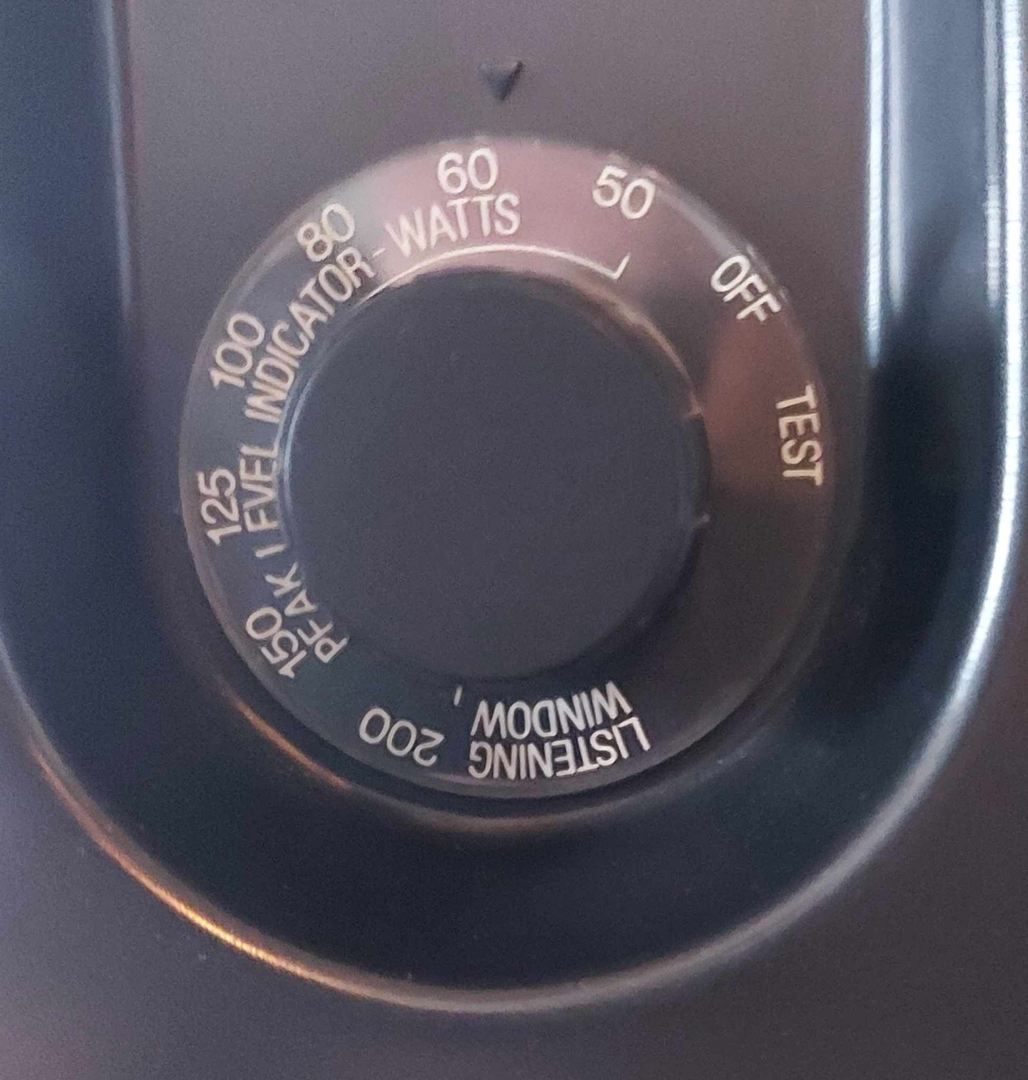 60
50
OFF
TEST
LISTENING
WINDOW
200
150
125
100
80
PEAK LEVEL INDICATOR - WATTS